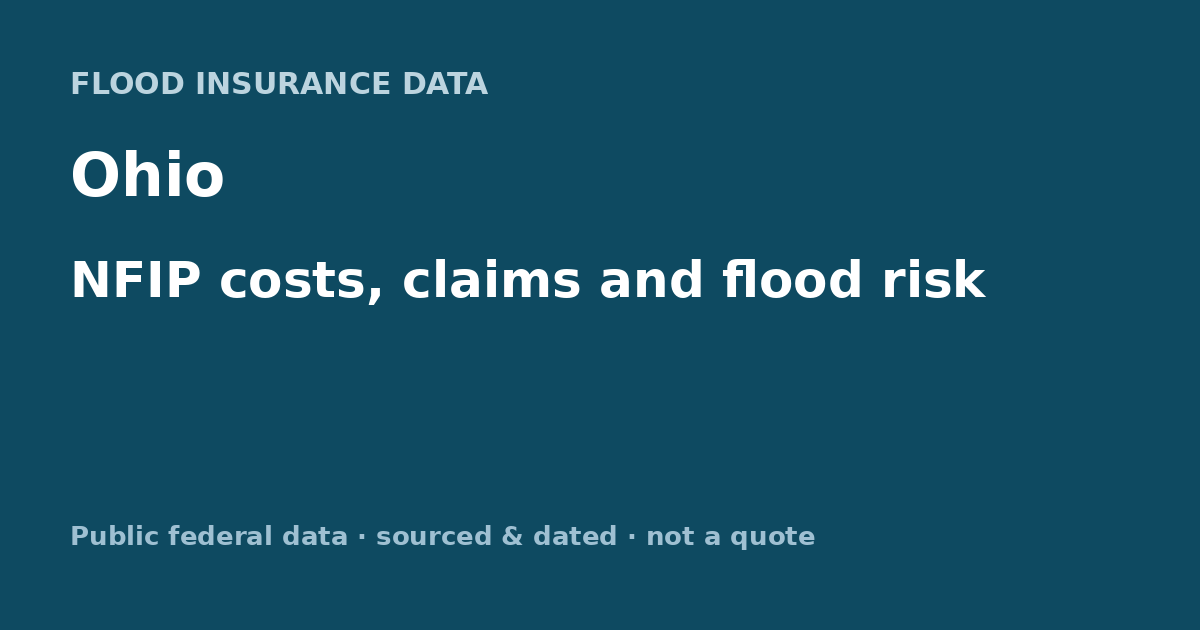 FLOOD INSURANCE DATA
Ohio
NFIP costs, claims and flood risk
Public federal data · sourced & dated · not a quote